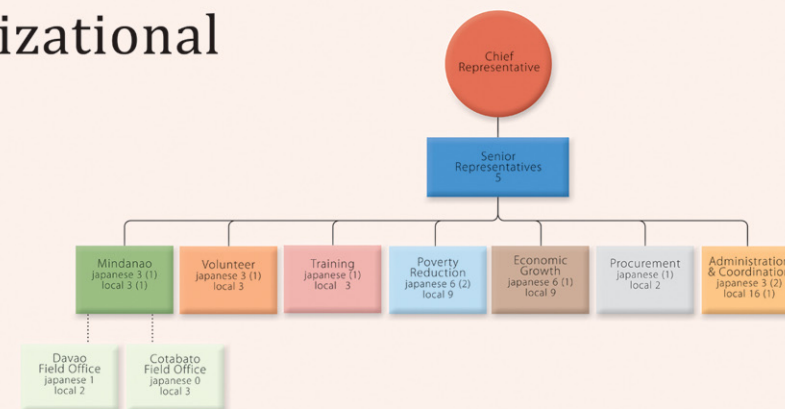 izational
Chief
Representative
Senior
Representatives
5
Mindanao
japanese 3 (1)
local 3 (1)
Volunteer
japanese 3 (1)
local 3
Training
japanese (1)
local 3
Poverty
Reduction
japanese 6 (2)
local 9
Economic
Growth
japanese 6 (1)
local 9
Procurement
japanese (1)
local 2
Administration
& Coordination
japanese 3 (2)
local 16 (1)
Davao
Field Office
japanese 1
local 2
Cotabato
Field Office
japanese 0
local 3